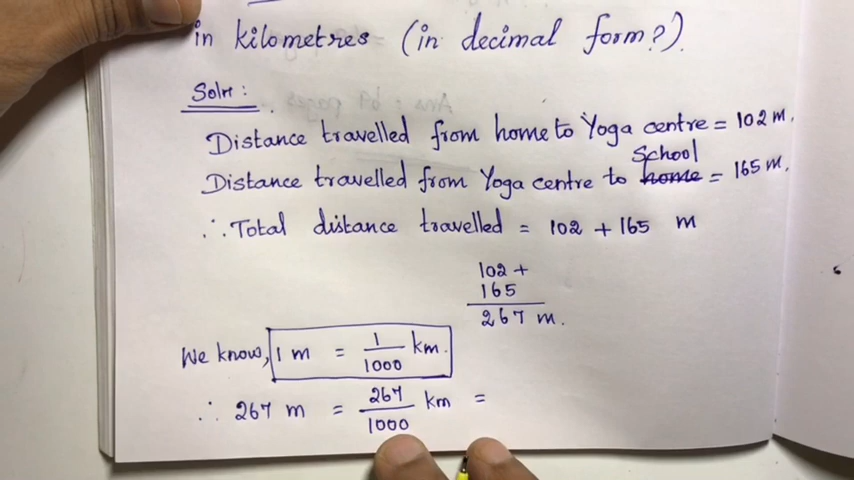 in kilometres (in decimal form?).
Soln:
Distance travelled from home to Yoga centre = 102 m.
School
Distance travelled from Yoga centre to home = 165 m.
∴ Total distance travelled = 102 + 165 m
102 +
165
267 m.
We know, 1 m = 1/1000 km.
∴ 267 m = 267/1000 km =